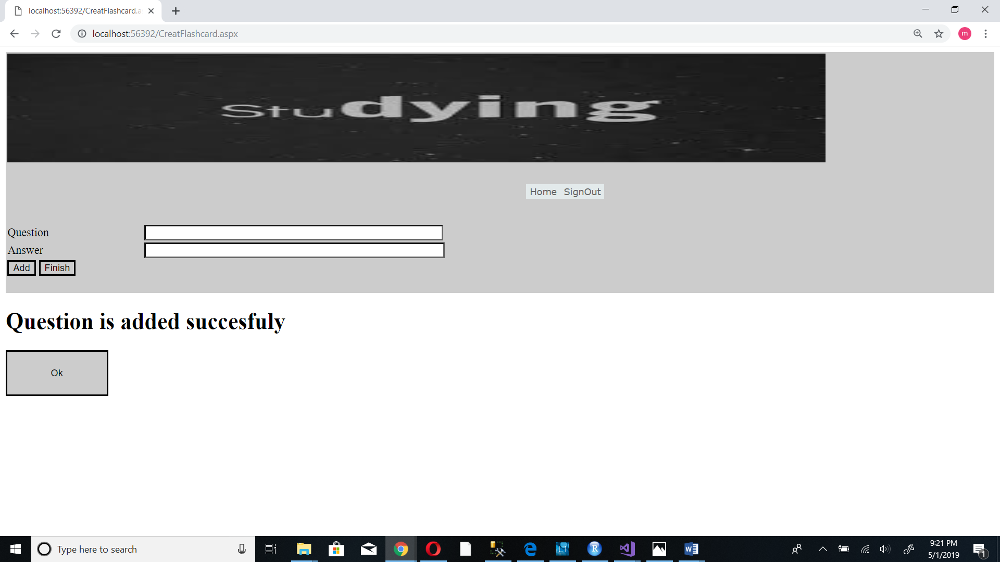 localhost:56392/CreatFlashcard.a
localhost:56392/CreatFlashcard.aspx
m
Studying
Home SignOut
Question
Answer
Add Finish
Question is added succesfuly
Ok
Type here to search
9:21 PM
5/1/2019
1